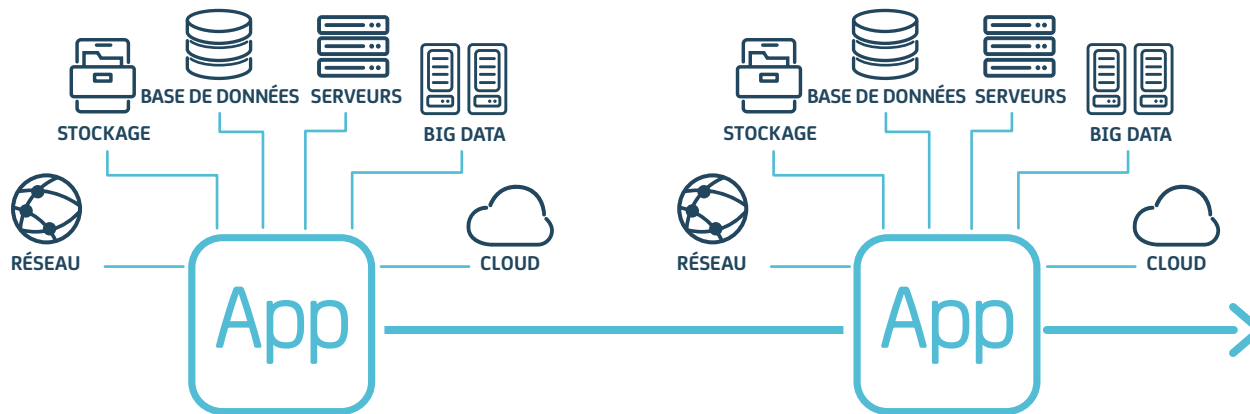 BASE DE DONNÉES
SERVEURS
STOCKAGE
BIG DATA
RÉSEAU
CLOUD
App
BASE DE DONNÉES
SERVEURS
STOCKAGE
BIG DATA
RÉSEAU
CLOUD
App